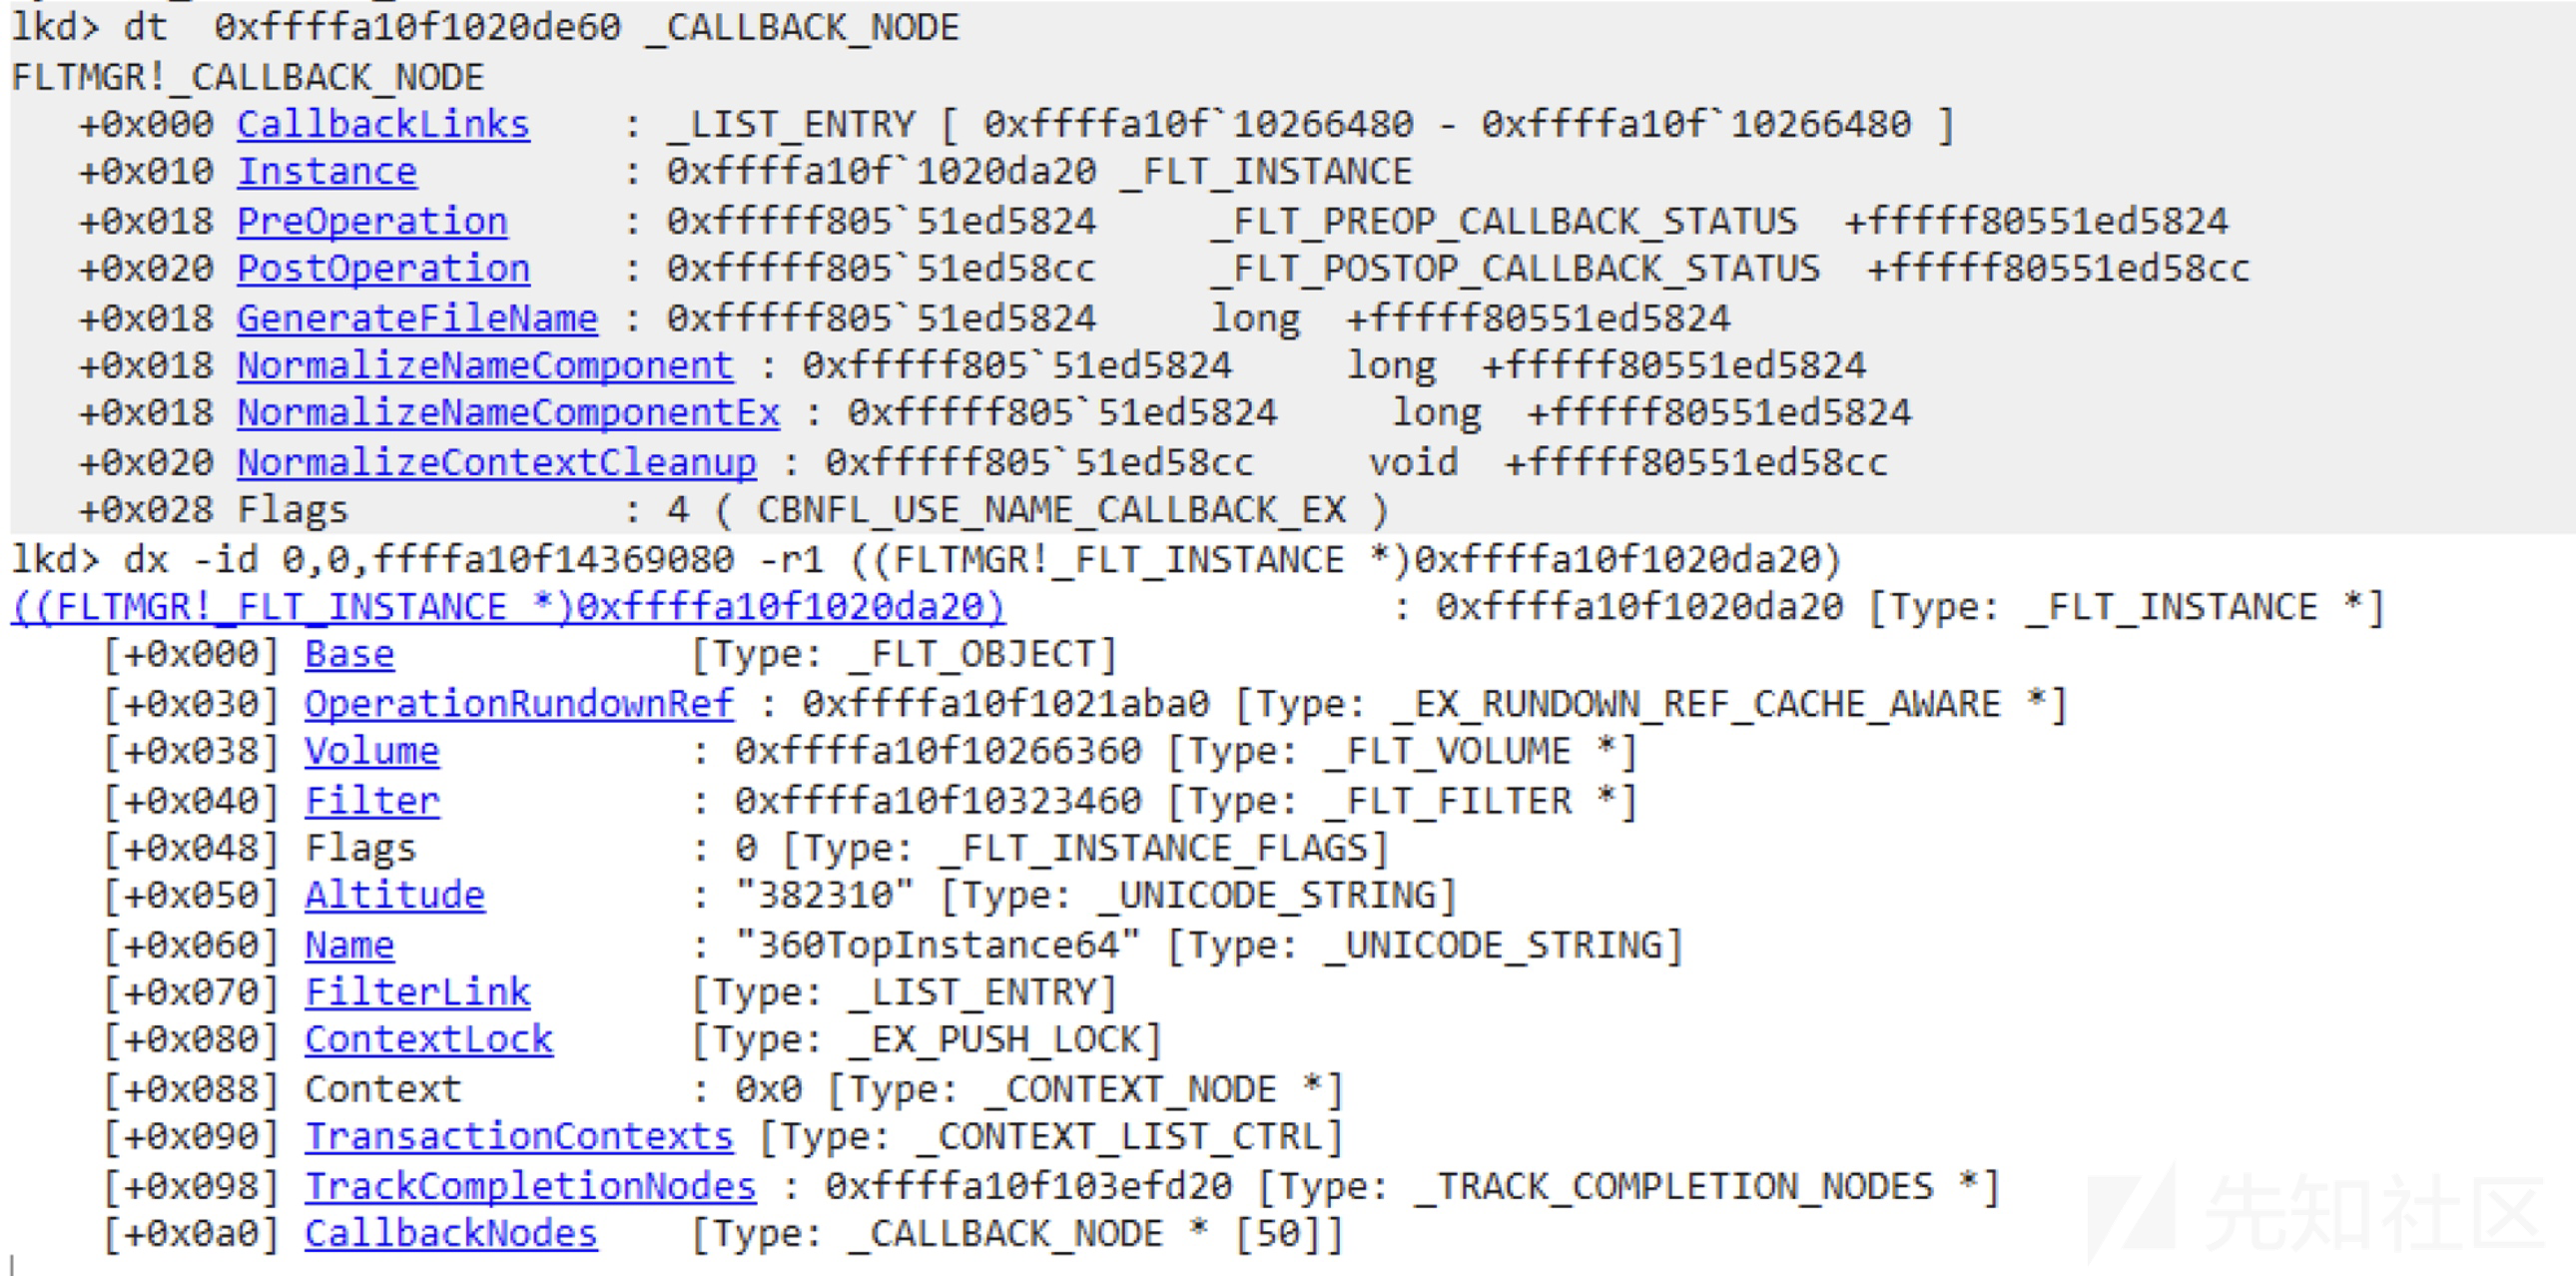 lkd> dt  0xffffa10f1020de60 _CALLBACK_NODE
FLTMGR!_CALLBACK_NODE
   +0x000 CallbackLinks    : _LIST_ENTRY [ 0xffffa10f`10266480 - 0xffffa10f`10266480 ]
   +0x010 Instance         : 0xffffa10f`1020da20 _FLT_INSTANCE
   +0x018 PreOperation     : 0xfffff805`51ed5824     _FLT_PREOP_CALLBACK_STATUS  +fffff80551ed5824
   +0x020 PostOperation    : 0xfffff805`51ed58cc     _FLT_POSTOP_CALLBACK_STATUS  +fffff80551ed58cc
   +0x018 GenerateFileName : 0xfffff805`51ed5824     long  +fffff80551ed5824
   +0x018 NormalizeNameComponent : 0xfffff805`51ed5824     long  +fffff80551ed5824
   +0x018 NormalizeNameComponentEx : 0xfffff805`51ed5824     long  +fffff80551ed5824
   +0x020 NormalizeContextCleanup : 0xfffff805`51ed58cc     void  +fffff80551ed58cc
   +0x028 Flags            : 4 ( CBNFL_USE_NAME_CALLBACK_EX )
lkd> dx -id 0,0,ffffa10f14369080 -r1 ((FLTMGR!_FLT_INSTANCE *)0xffffa10f1020da20)
((FLTMGR!_FLT_INSTANCE *)0xffffa10f1020da20)                 : 0xffffa10f1020da20 [Type: _FLT_INSTANCE *]
    [+0x000] Base             [Type: _FLT_OBJECT]
    [+0x030] OperationRundownRef : 0xffffa10f1021aba0 [Type: _EX_RUNDOWN_REF_CACHE_AWARE *]
    [+0x038] Volume           : 0xffffa10f10266360 [Type: _FLT_VOLUME *]
    [+0x040] Filter           : 0xffffa10f10323460 [Type: _FLT_FILTER *]
    [+0x048] Flags            : 0 [Type: _FLT_INSTANCE_FLAGS]
    [+0x050] Altitude         : "382310" [Type: _UNICODE_STRING]
    [+0x060] Name             : "360TopInstance64" [Type: _UNICODE_STRING]
    [+0x070] FilterLink       [Type: _LIST_ENTRY]
    [+0x080] ContextLock      [Type: _EX_PUSH_LOCK]
    [+0x088] Context          : 0x0 [Type: _CONTEXT_NODE *]
    [+0x090] TransactionContexts [Type: _CONTEXT_LIST_CTRL]
    [+0x098] TrackCompletionNodes : 0xffffa10f103efd20 [Type: _TRACK_COMPLETION_NODES *]
    [+0x0a0] CallbackNodes    [Type: _CALLBACK_NODE * [50]]
先知社区